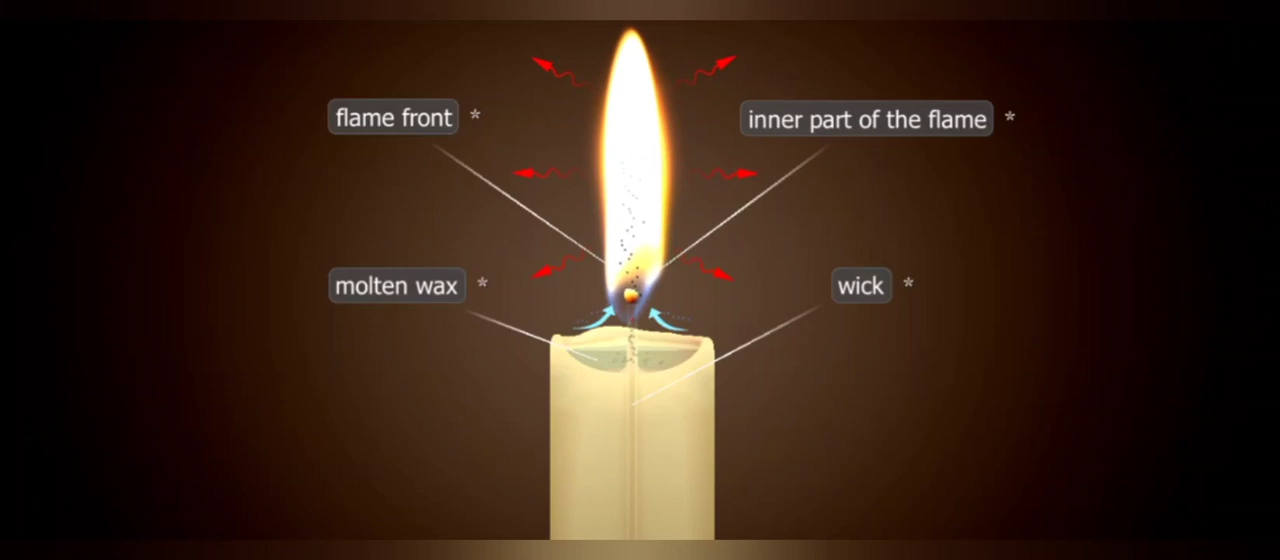 flame front *
inner part of the flame *
molten wax *
wick *